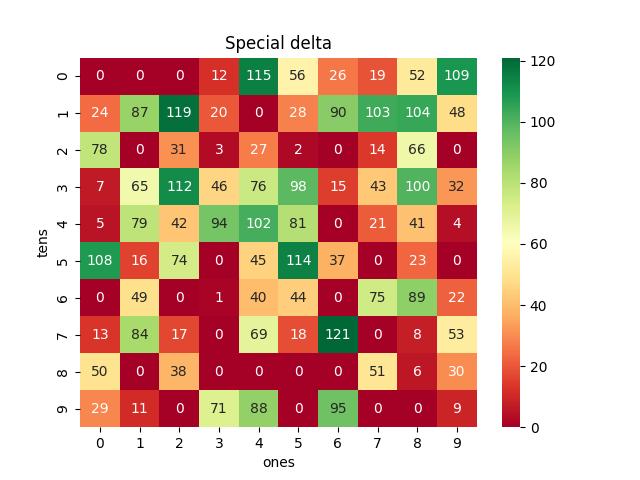 Special delta
0 0 0 0 12 115 56 26 19 52 109
1 24 87 119 20 0 28 90 103 104 48
2 78 0 31 3 27 2 0 14 66 0
3 7 65 112 46 76 98 15 43 100 32
4 5 79 42 94 102 81 0 21 41 4
5 108 16 74 0 45 114 37 0 23 0
6 0 49 0 1 40 44 0 75 89 22
7 13 84 17 0 69 18 121 0 8 53
8 50 0 38 0 0 0 0 51 6 30
9 29 11 0 71 88 0 95 0 0 9
0 1 2 3 4 5 6 7 8 9
ones
tens
120
100
80
60
40
20
0